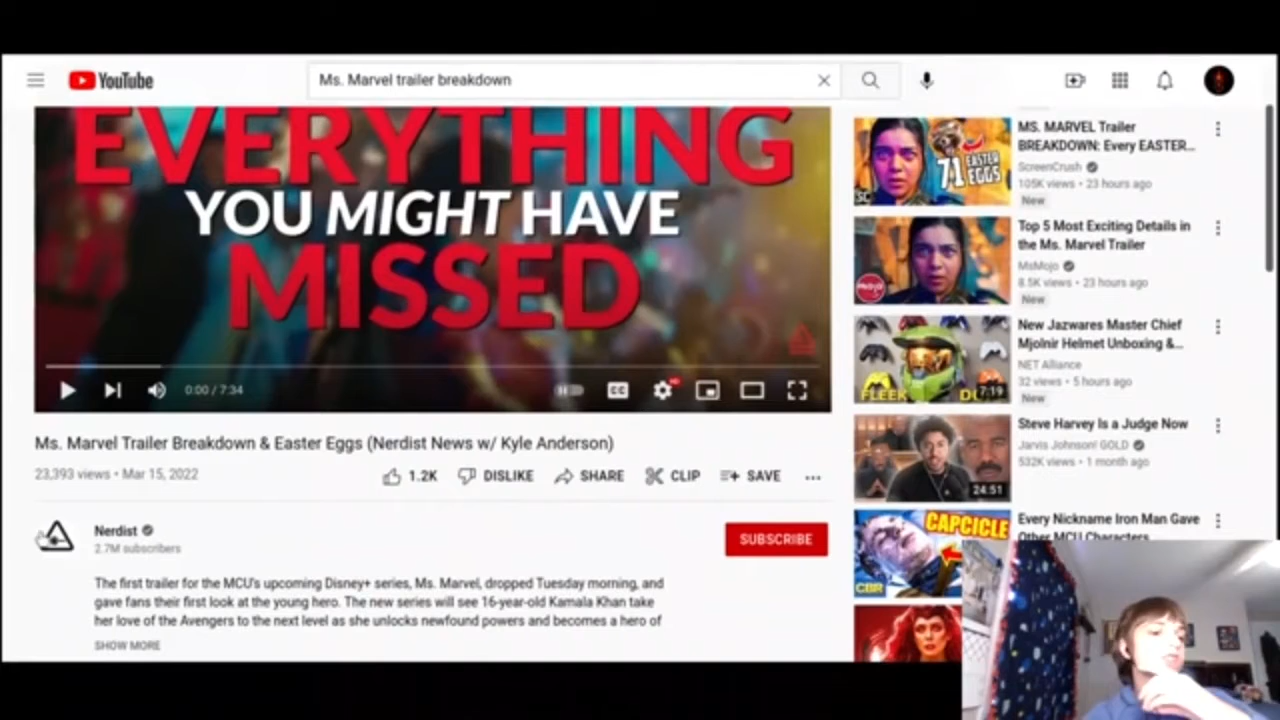 YouTube
Ms. Marvel trailer breakdown
EVERYTHING
YOU MIGHT HAVE
MISSED
0:00 / 7:34
CC
Ms. Marvel Trailer Breakdown & Easter Eggs (Nerdist News w/ Kyle Anderson)
23,393 views • Mar 15, 2022
1.2K
DISLIKE
SHARE
CLIP
SAVE
Nerdist
2.7M subscribers
SUBSCRIBE
The first trailer for the MCU's upcoming Disney+ series, Ms. Marvel, dropped Tuesday morning, and
gave fans their first look at the young hero. The new series will see 16-year-old Kamala Khan take
her love of the Avengers to the next level as she unlocks newfound powers and becomes a hero of
SHOW MORE
71 EASTER
EGGS
SC
MS. MARVEL Trailer
BREAKDOWN: Every EASTER...
ScreenCrush
105K views • 23 hours ago
New
Mojo
Top 5 Most Exciting Details in
the Ms. Marvel Trailer
MsMojo
8.5K views • 23 hours ago
New
FLEEK
7:19
New Jazwares Master Chief
Mjolnir Helmet Unboxing &...
NET Alliance
32 views • 5 hours ago
New
24:51
Steve Harvey Is a Judge Now
Jarvis Johnson! GOLD
532K views • 1 month ago
CAPCICLE
CBR
Every Nickname Iron Man Gave
Other MCU Characters